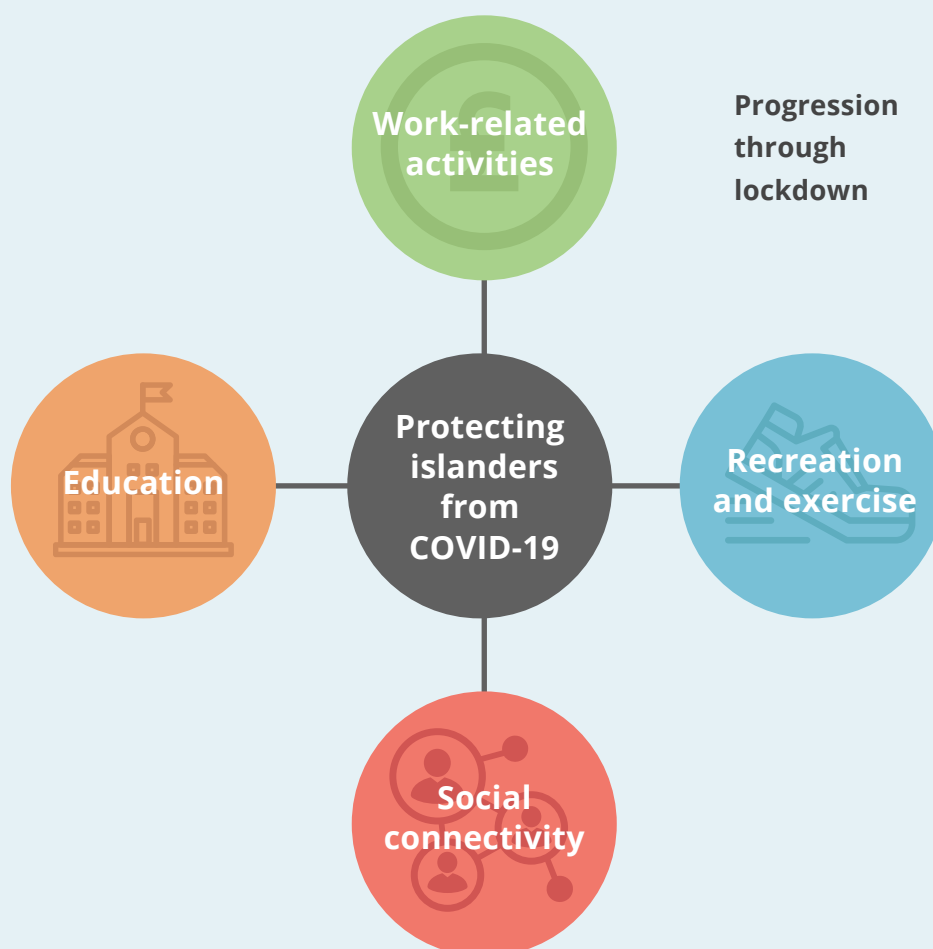 Work-related
activities
Progression
through
lockdown
Education
Protecting
islanders
from
COVID-19
Recreation
and exercise
Social
connectivity